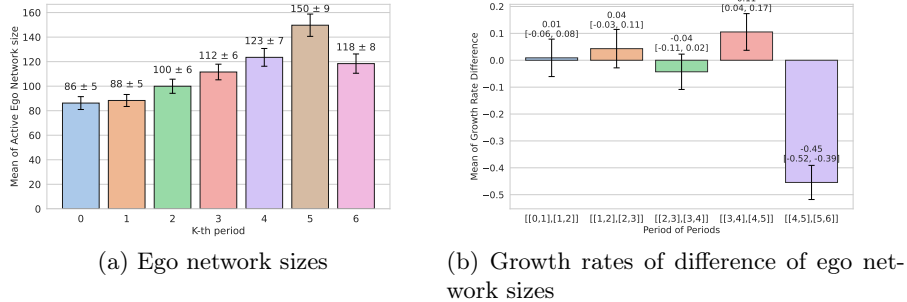 150 ± 9
160
140
120
100
80
60
40
20
0
Mean of Active Ego Network size
86 ± 5
88 ± 5
100 ± 6
112 ± 6
123 ± 7
118 ± 8
0 1 2 3 4 5 6
K-th period
(a) Ego network sizes
0.2
0.1
0.0
−0.1
−0.2
−0.3
−0.4
−0.5
Mean of Growth Rate Difference
0.01
[-0.06, 0.08]
0.04
[-0.03, 0.11]
-0.04
[-0.11, 0.02]
[0.04, 0.17]
-0.45
[-0.52, -0.39]
[[0,1],[1,2]] [[1,2],[2,3]] [[2,3],[3,4]] [[3,4],[4,5]] [[4,5],[5,6]]
Period of Periods
(b) Growth rates of difference of ego net-
work sizes